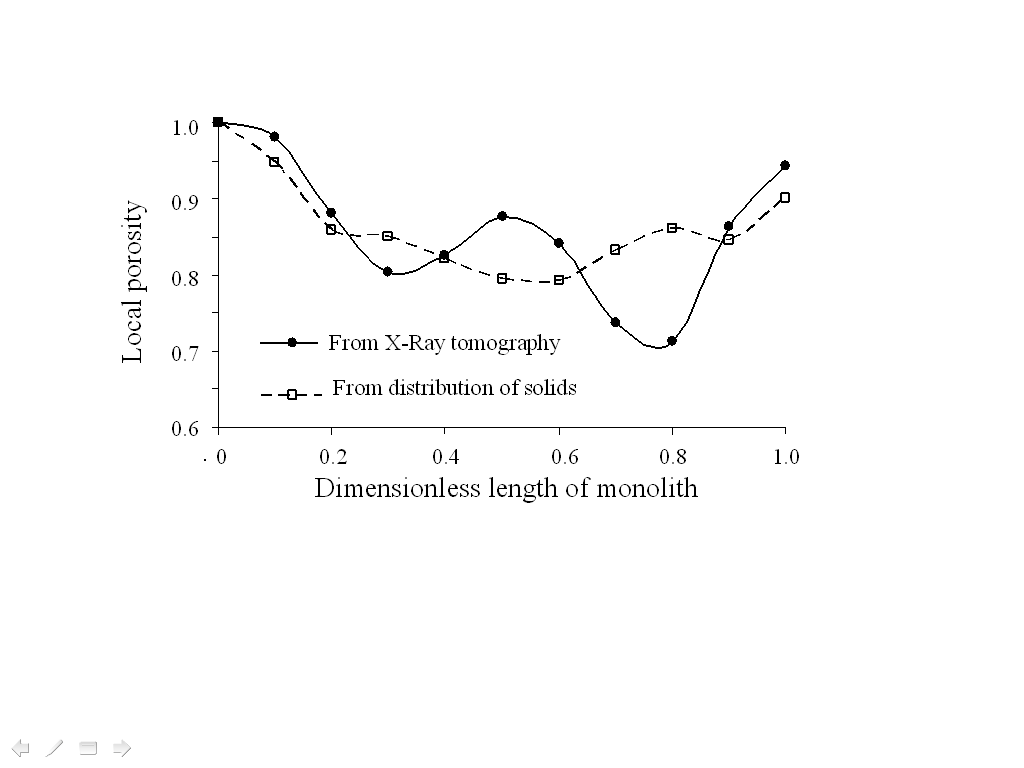 1.0
0.9
0.8
0.7
0.6
Local porosity
From X-Ray tomography
From distribution of solids
. 0 0.2 0.4 0.6 0.8 1.0
Dimensionless length of monolith